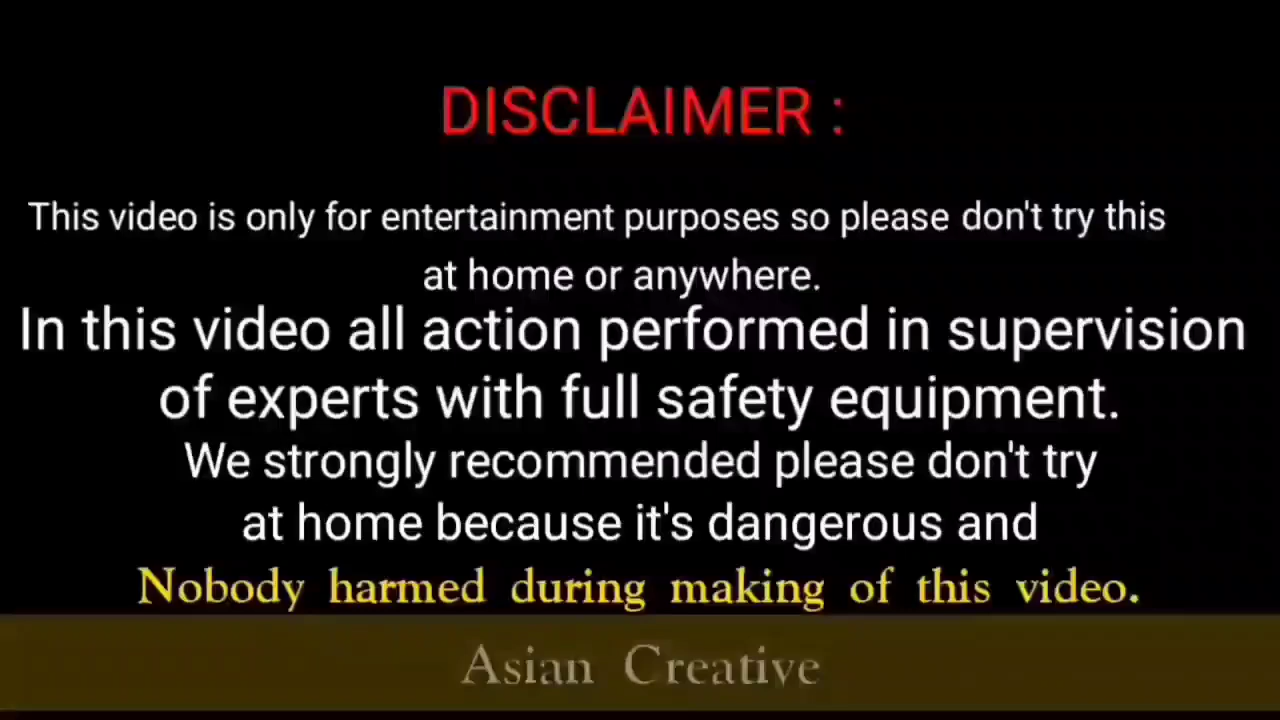 DISCLAIMER :
This video is only for entertainment purposes so please don't try this
at home or anywhere.
In this video all action performed in supervision
of experts with full safety equipment.
We strongly recommended please don't try
at home because it's dangerous and
Nobody harmed during making of this video.
Asian Creative